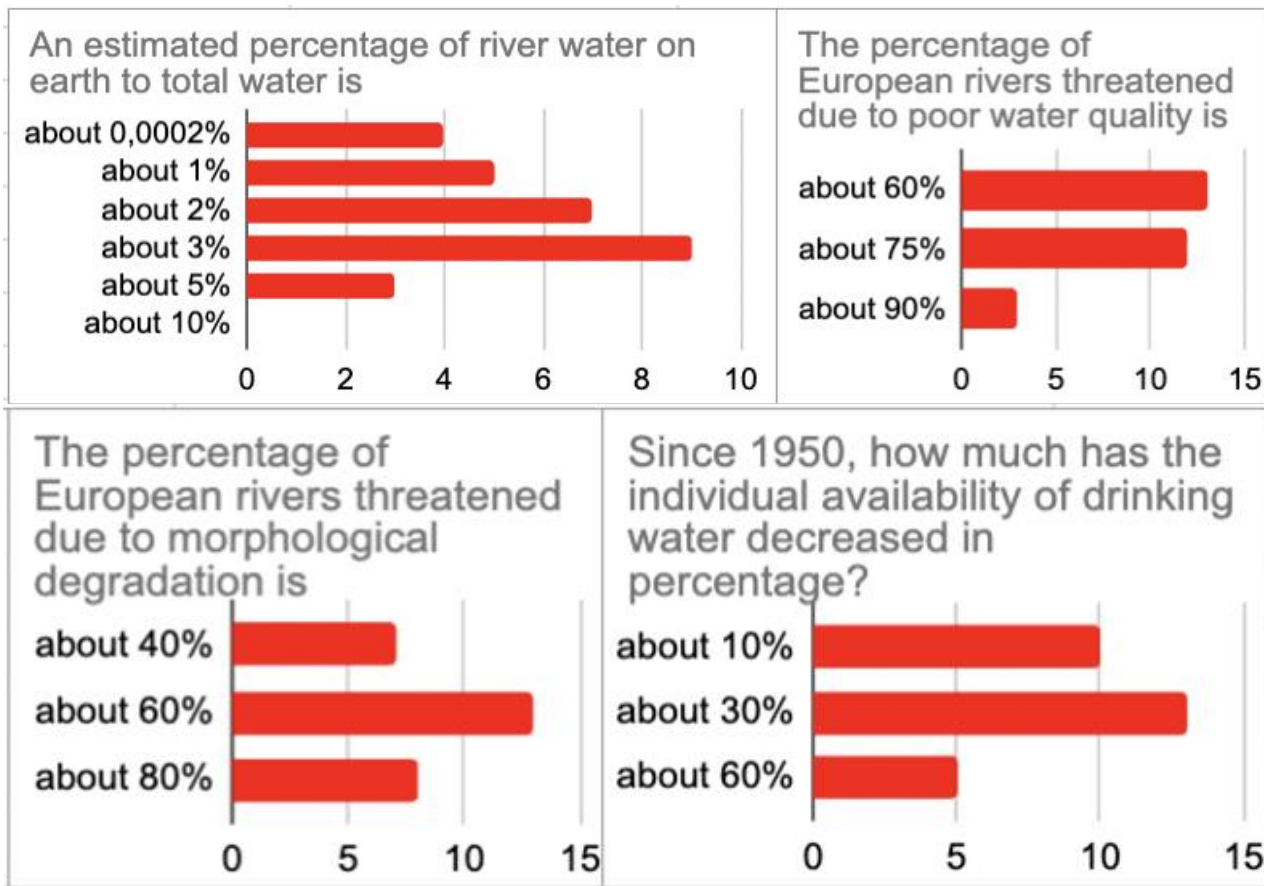 An estimated percentage of river water on
earth to total water is
about 0,0002%
about 1%
about 2%
about 3%
about 5%
about 10%
0 2 4 6 8 10
The percentage of
European rivers threatened
due to poor water quality is
about 60%
about 75%
about 90%
0 5 10 15
The percentage of
European rivers threatened
due to morphological
degradation is
about 40%
about 60%
about 80%
0 5 10 15
Since 1950, how much has the
individual availability of drinking
water decreased in
percentage?
about 10%
about 30%
about 60%
0 5 10 15